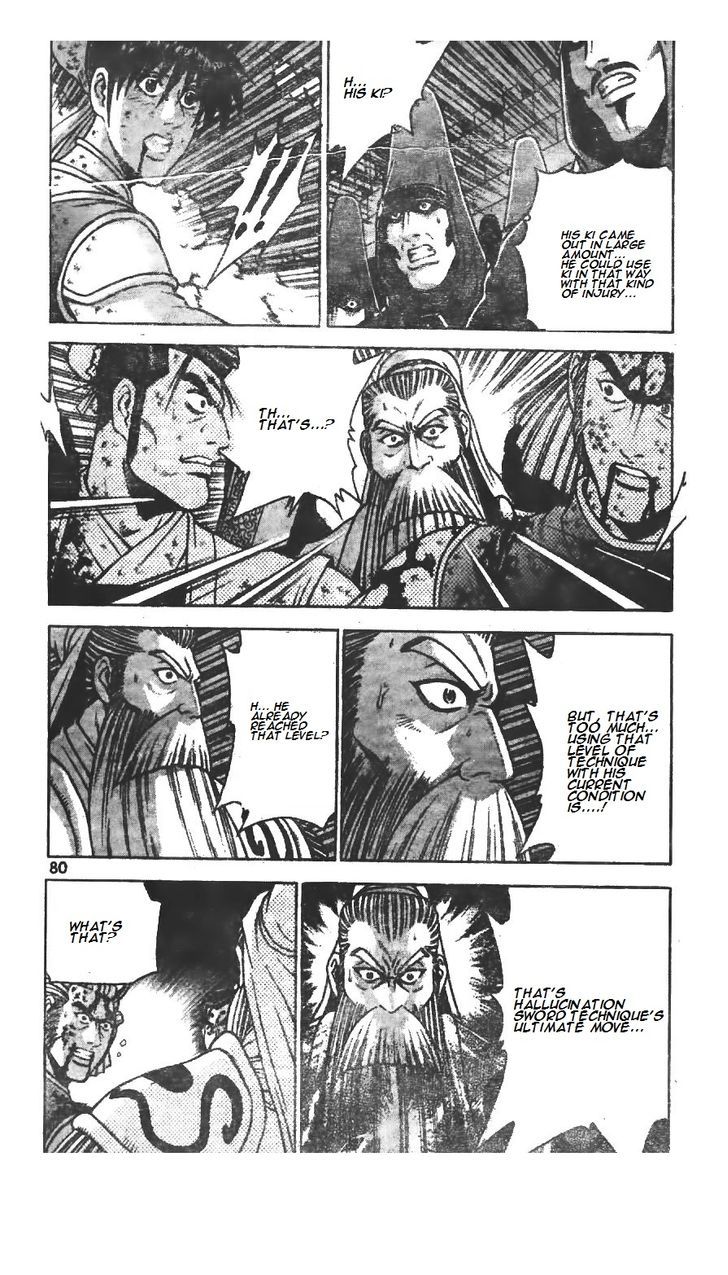 H...
HIS KI?
HIS KI CAME
OUT IN LARGE
AMOUNT...
HE COULD USE
KI IN THAT WAY
WITH THAT KIND
OF INJURY...
!!
TH...
THAT'S...?
H... HE
ALREADY
REACHED
THAT LEVEL?
BUT, THAT'S
TOO MUCH...
USING THAT
LEVEL OF
TECHNIQUE
WITH HIS
CURRENT
CONDITION
IS....!
80
WHAT'S
THAT?
THAT'S
HALLUCINATION
SWORD TECHNIQUE'S
ULTIMATE MOVE...